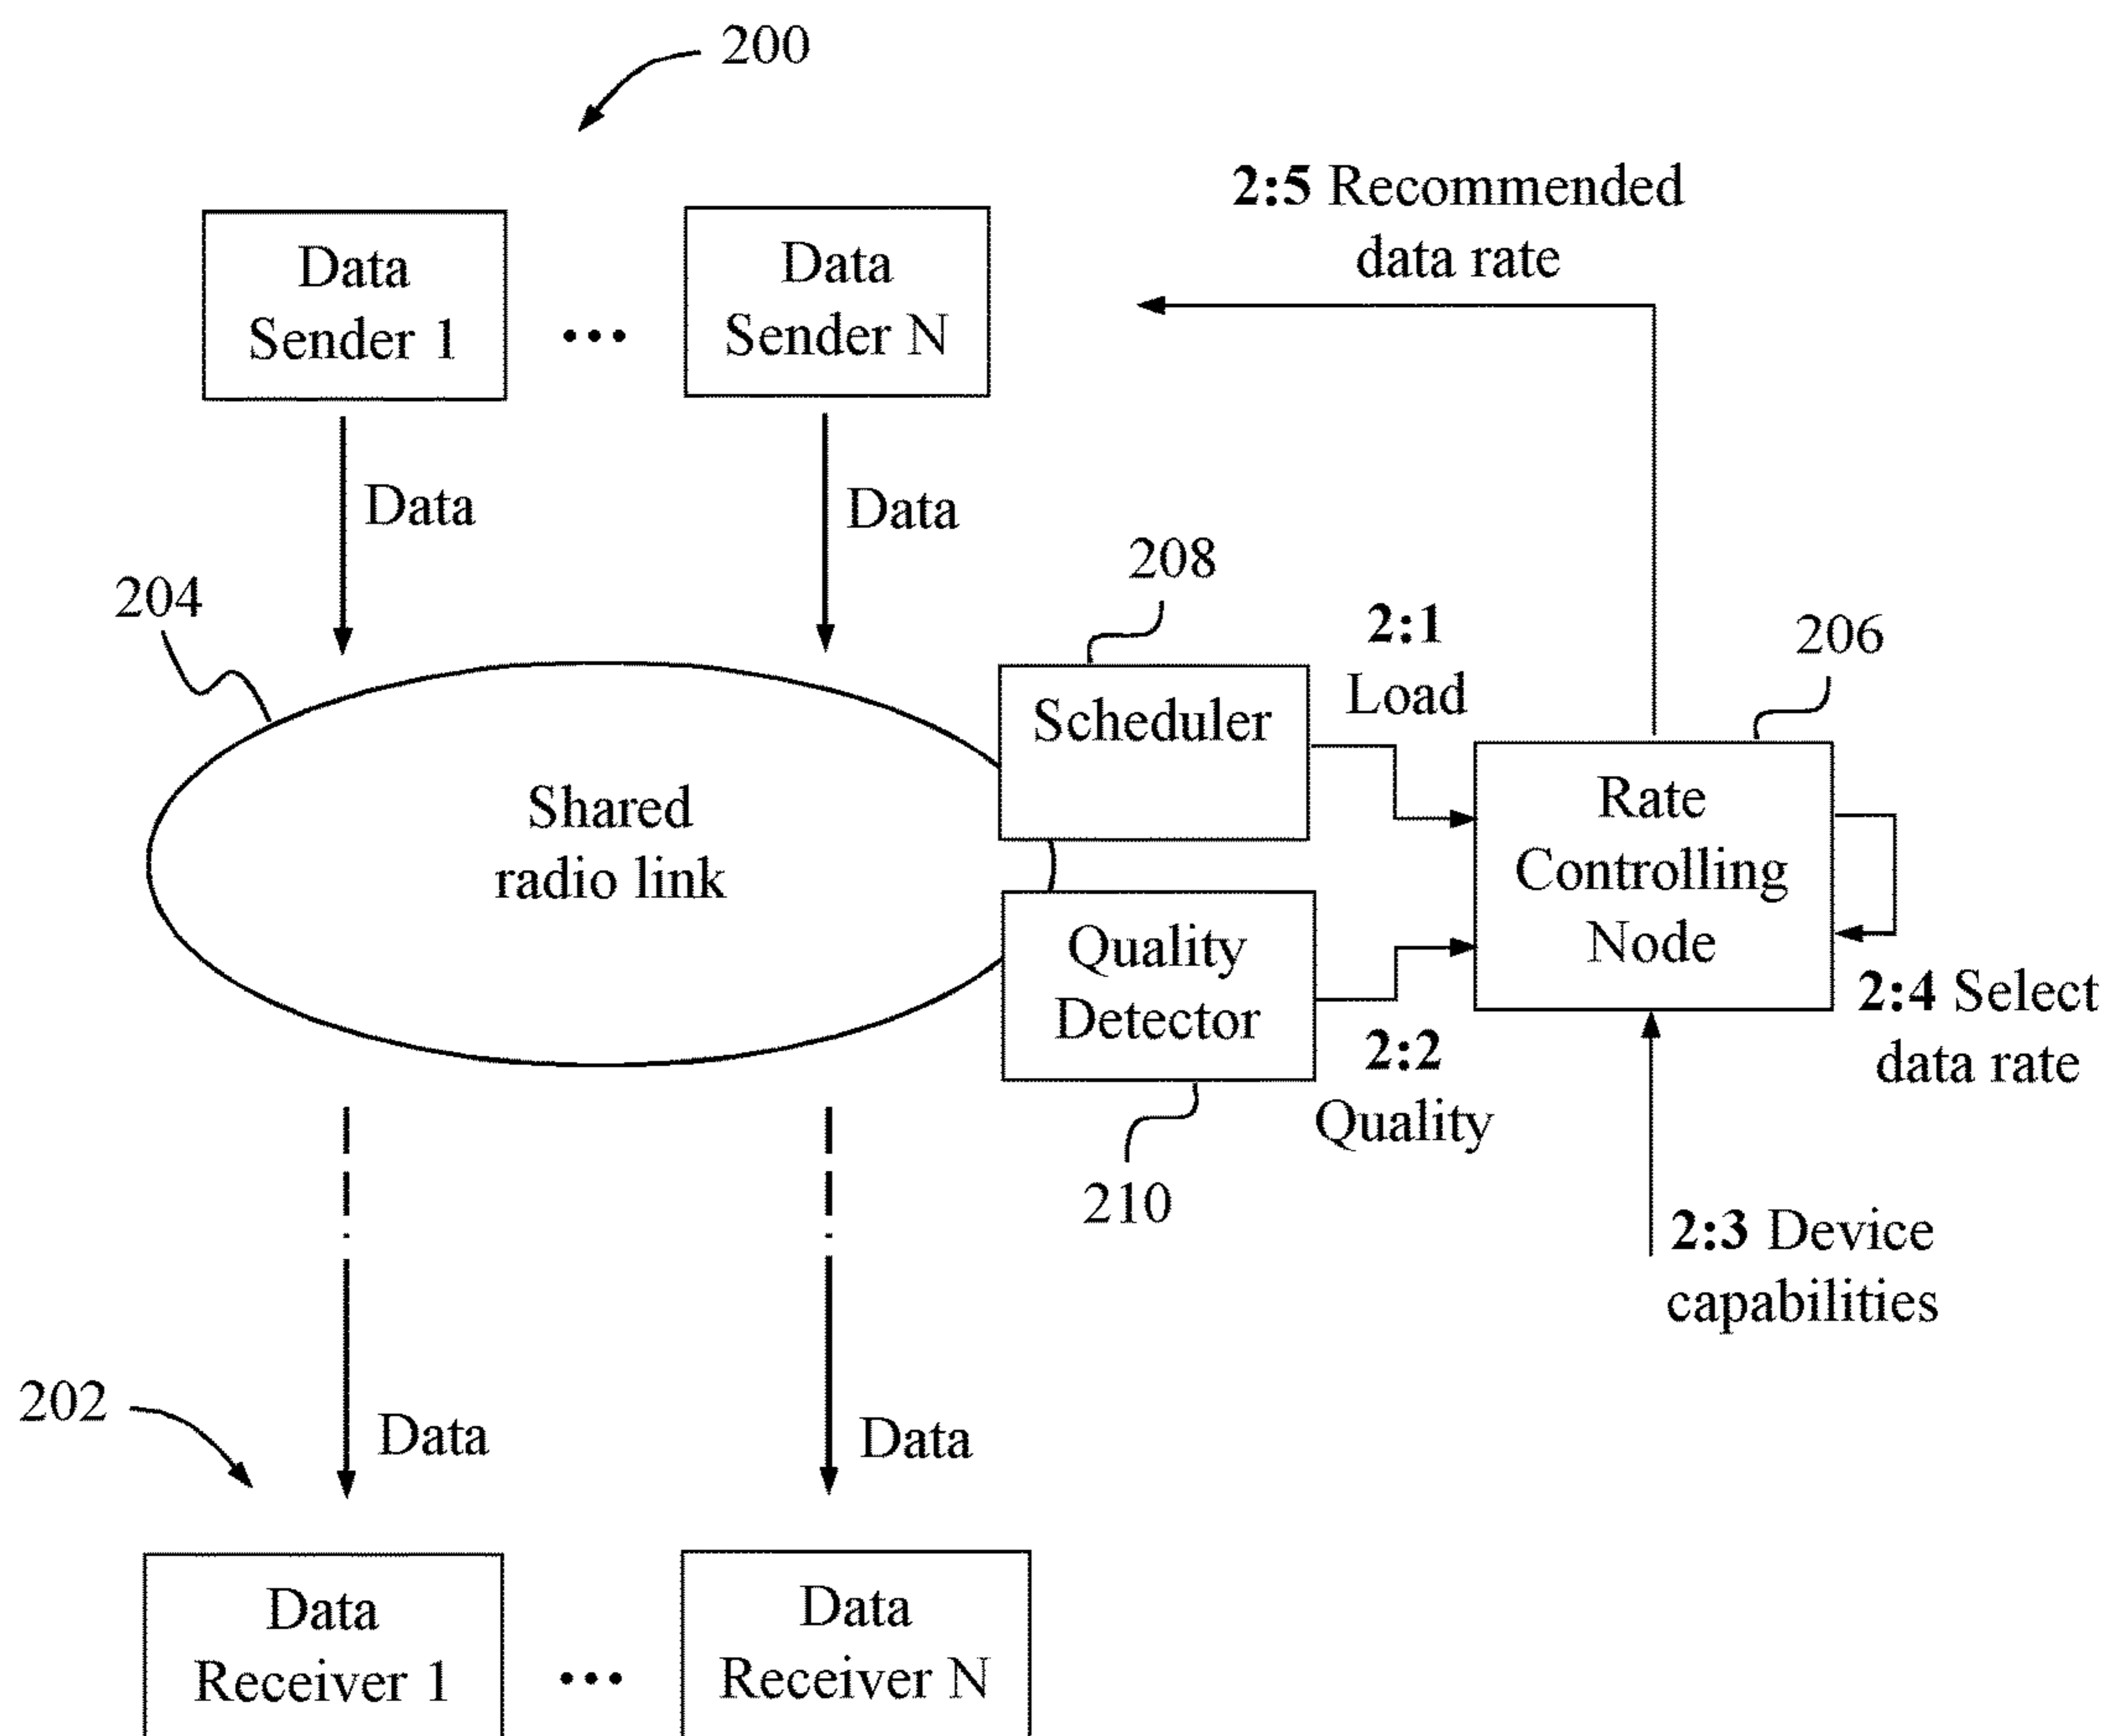 200
2:5 Recommended
data rate
Data
Sender 1
...
Data
Sender N
Data
Data
204
208
2:1
Load
206
Shared
radio link
Scheduler
Rate
Controlling
Node
Quality
Detector
2:2
Quality
2:4 Select
data rate
210
2:3 Device
capabilities
202
Data
Data
Data
Receiver 1
...
Data
Receiver N